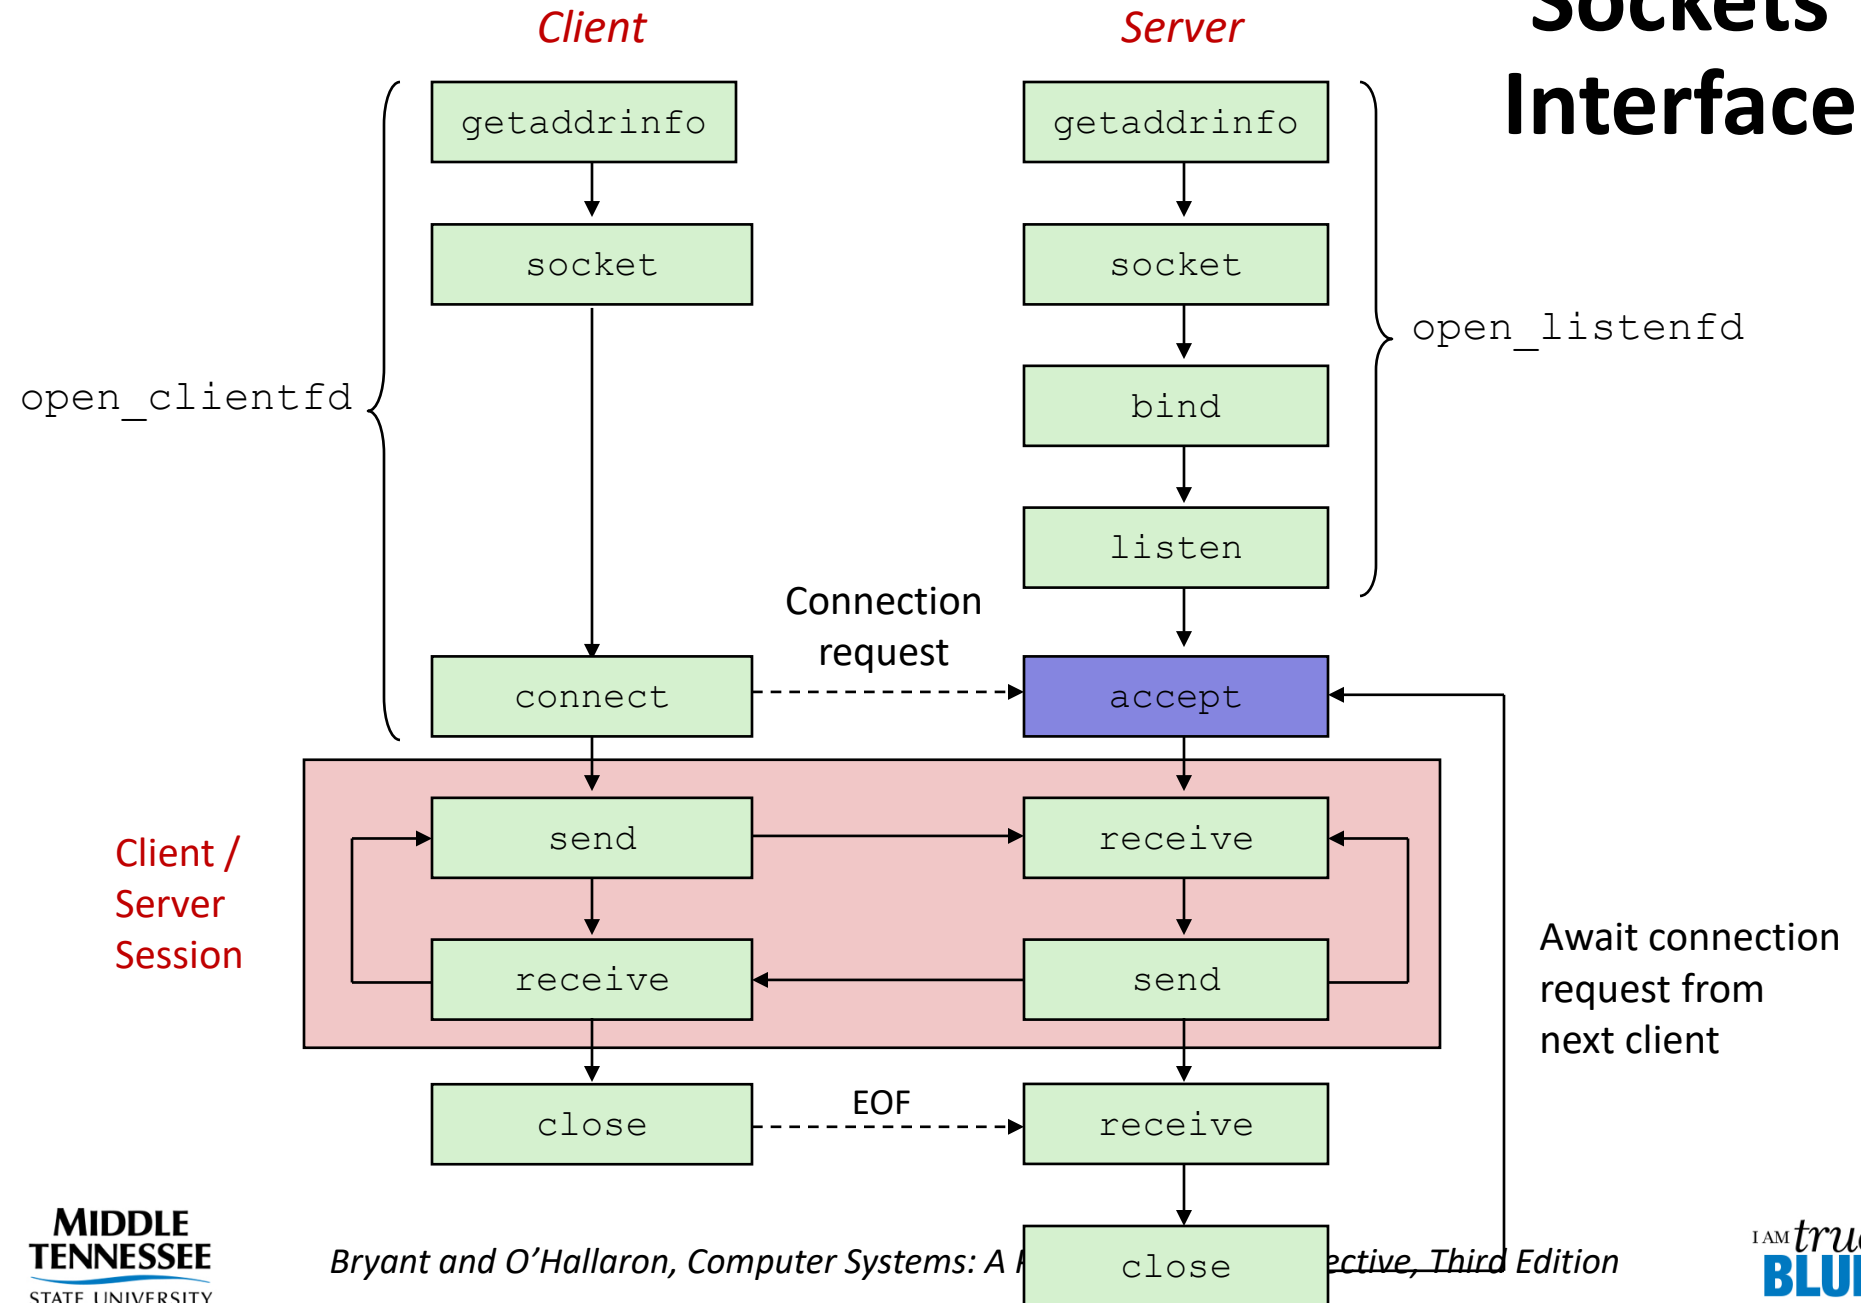 Sockets
Interface
Client
Server
getaddrinfo
getaddrinfo
socket
socket
open_listenfd
open_clientfd
bind
listen
Connection
request
connect
accept
Client /
Server
Session
send
receive
receive
send
Await connection
request from
next client
close
EOF
receive
close
MIDDLE
TENNESSEE
STATE UNIVERSITY
Bryant and O'Hallaron, Computer Systems: A ective, Third Edition
I AM true
BLUE